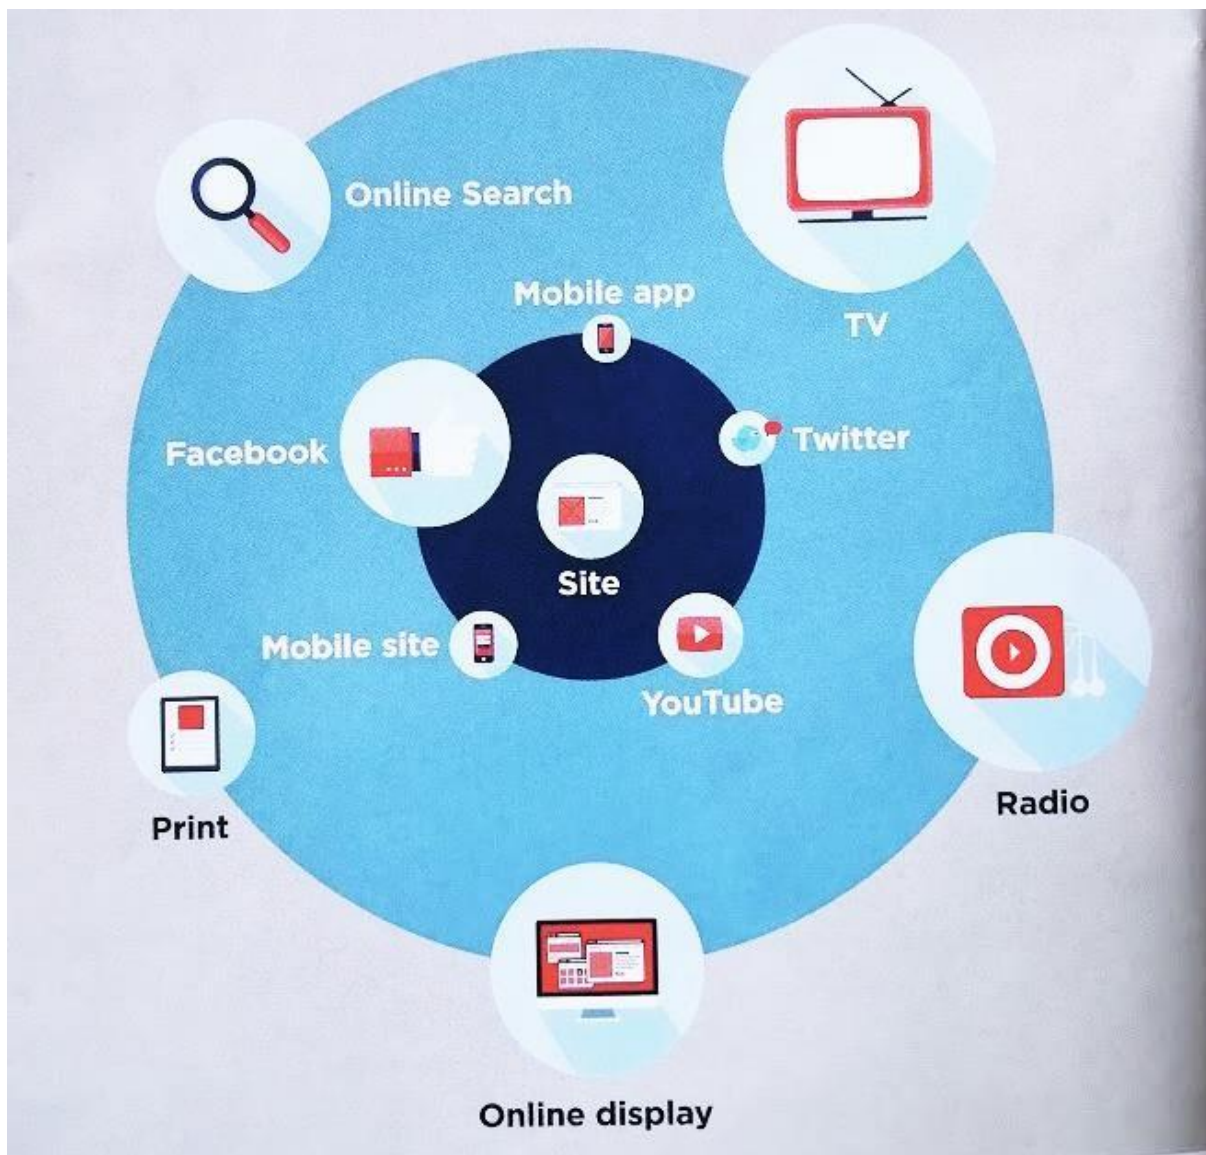 Online Search
Mobile app
TV
Facebook
Twitter
Site
Mobile site
YouTube
Print
Radio
Online display